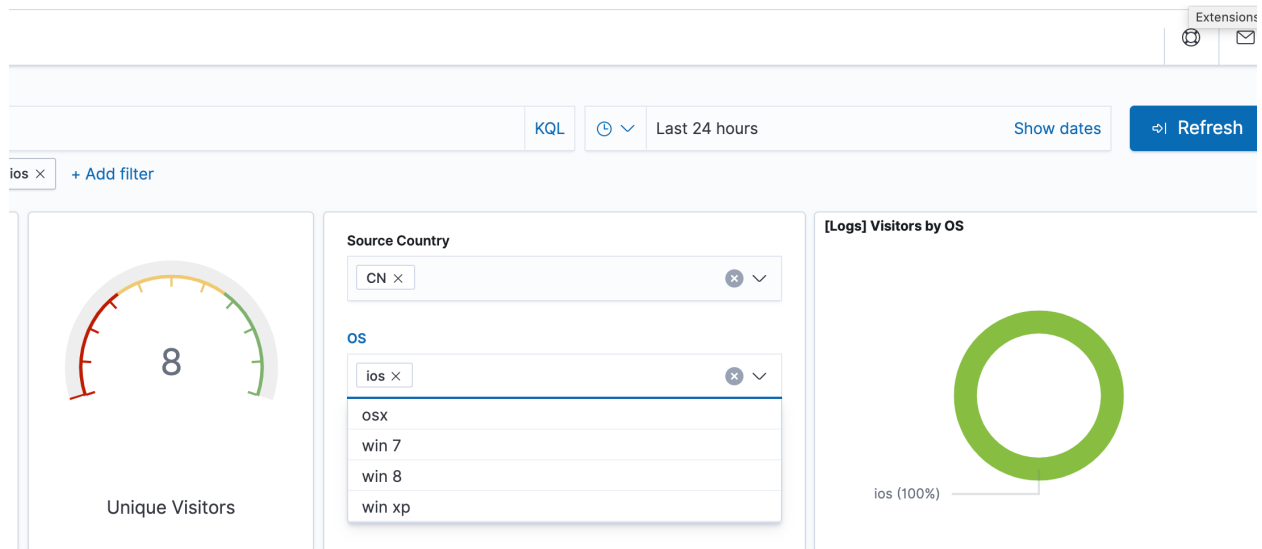 Extensions
KQL
Last 24 hours
Show dates
Refresh
ios
+ Add filter
8
Unique Visitors
Source Country
CN
OS
ios
osx
win 7
win 8
win xp
[Logs] Visitors by OS
ios (100%)